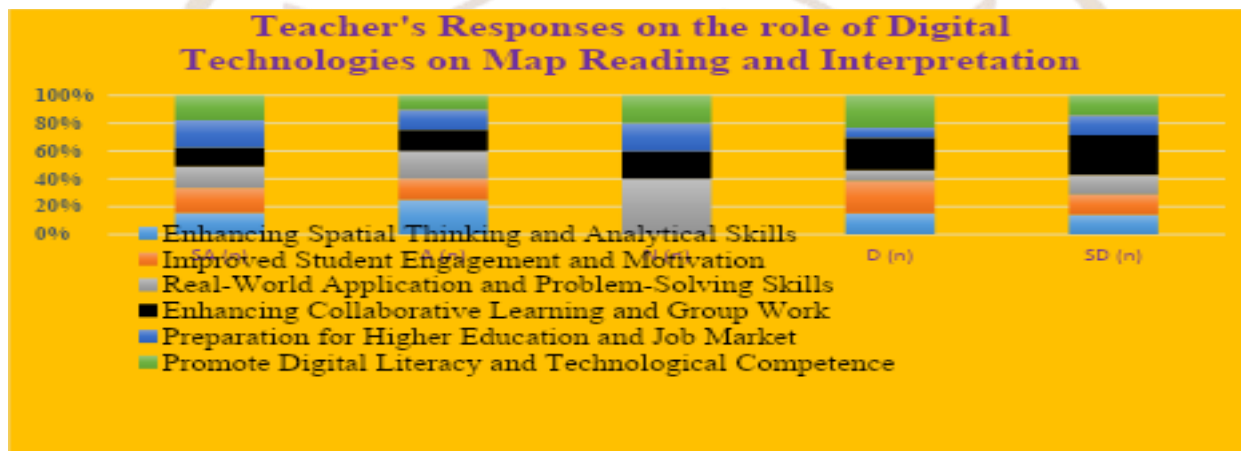 Teacher's Responses on the role of Digital
Technologies on Map Reading and Interpretation
100%
80%
60%
40%
20%
0%
SA (n)
A (n)
N (n)
D (n)
SD (n)
Enhancing Spatial Thinking and Analytical Skills
Improved Student Engagement and Motivation
Real-World Application and Problem-Solving Skills
Enhancing Collaborative Learning and Group Work
Preparation for Higher Education and Job Market
Promote Digital Literacy and Technological Competence